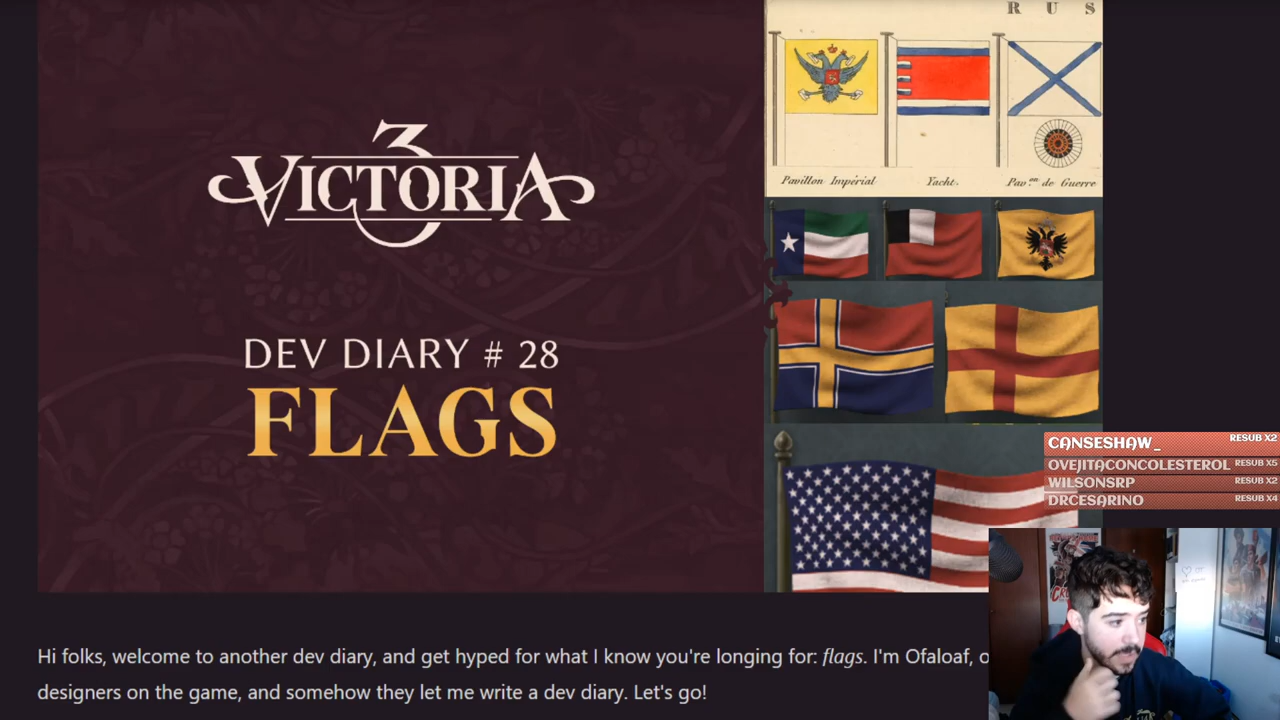 RUS
Pavillon Impérial
Yacht.
Pav.on de Guerre
VICTORIA
3
DEV DIARY # 28
FLAGS
CANSESHAW_ RESUB X2
OVEJITACONCOLESTEROL RESUB X5
WILSONSRP RESUB X2
DRCESARINO RESUB X4
Hi folks, welcome to another dev diary, and get hyped for what I know you're longing for: flags. I'm Ofaloaf, o
designers on the game, and somehow they let me write a dev diary. Let's go!